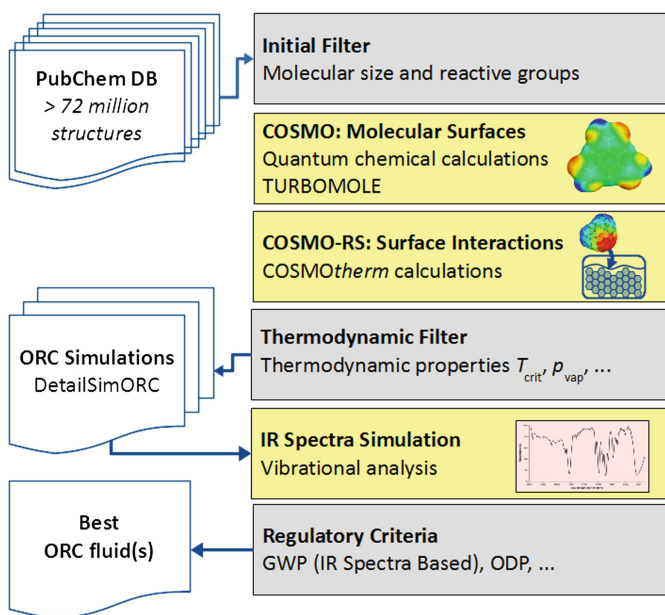 PubChem DB
> 72 million
structures
Initial Filter
Molecular size and reactive groups
COSMO: Molecular Surfaces
Quantum chemical calculations
TURBOMOLE
COSMO-RS: Surface Interactions
COSMOtherm calculations
ORC Simulations
DetailSimORC
Thermodynamic Filter
Thermodynamic properties Tcrit, pvap, ...
IR Spectra Simulation
Vibrational analysis
Best
ORC fluid(s)
Regulatory Criteria
GWP (IR Spectra Based), ODP, ...